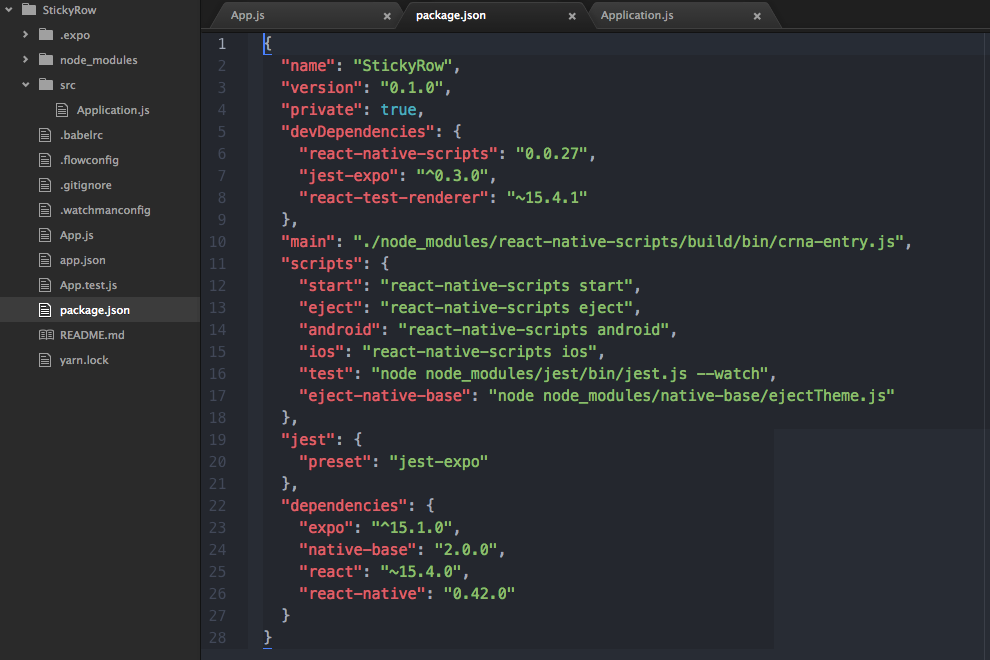 StickyRow
.expo
node_modules
src
Application.js
.babelrc
.flowconfig
.gitignore
.watchmanconfig
App.js
app.json
App.test.js
package.json
README.md
yarn.lock
App.js × package.json × Application.js ×
1 {
2 "name": "StickyRow",
3 "version": "0.1.0",
4 "private": true,
5 "devDependencies": {
6 "react-native-scripts": "0.0.27",
7 "jest-expo": "^0.3.0",
8 "react-test-renderer": "~15.4.1"
9 },
10 "main": "./node_modules/react-native-scripts/build/bin/crna-entry.js",
11 "scripts": {
12 "start": "react-native-scripts start",
13 "eject": "react-native-scripts eject",
14 "android": "react-native-scripts android",
15 "ios": "react-native-scripts ios",
16 "test": "node node_modules/jest/bin/jest.js --watch",
17 "eject-native-base": "node node_modules/native-base/ejectTheme.js"
18 },
19 "jest": {
20 "preset": "jest-expo"
21 },
22 "dependencies": {
23 "expo": "^15.1.0",
24 "native-base": "2.0.0",
25 "react": "~15.4.0",
26 "react-native": "0.42.0"
27 }
28 }